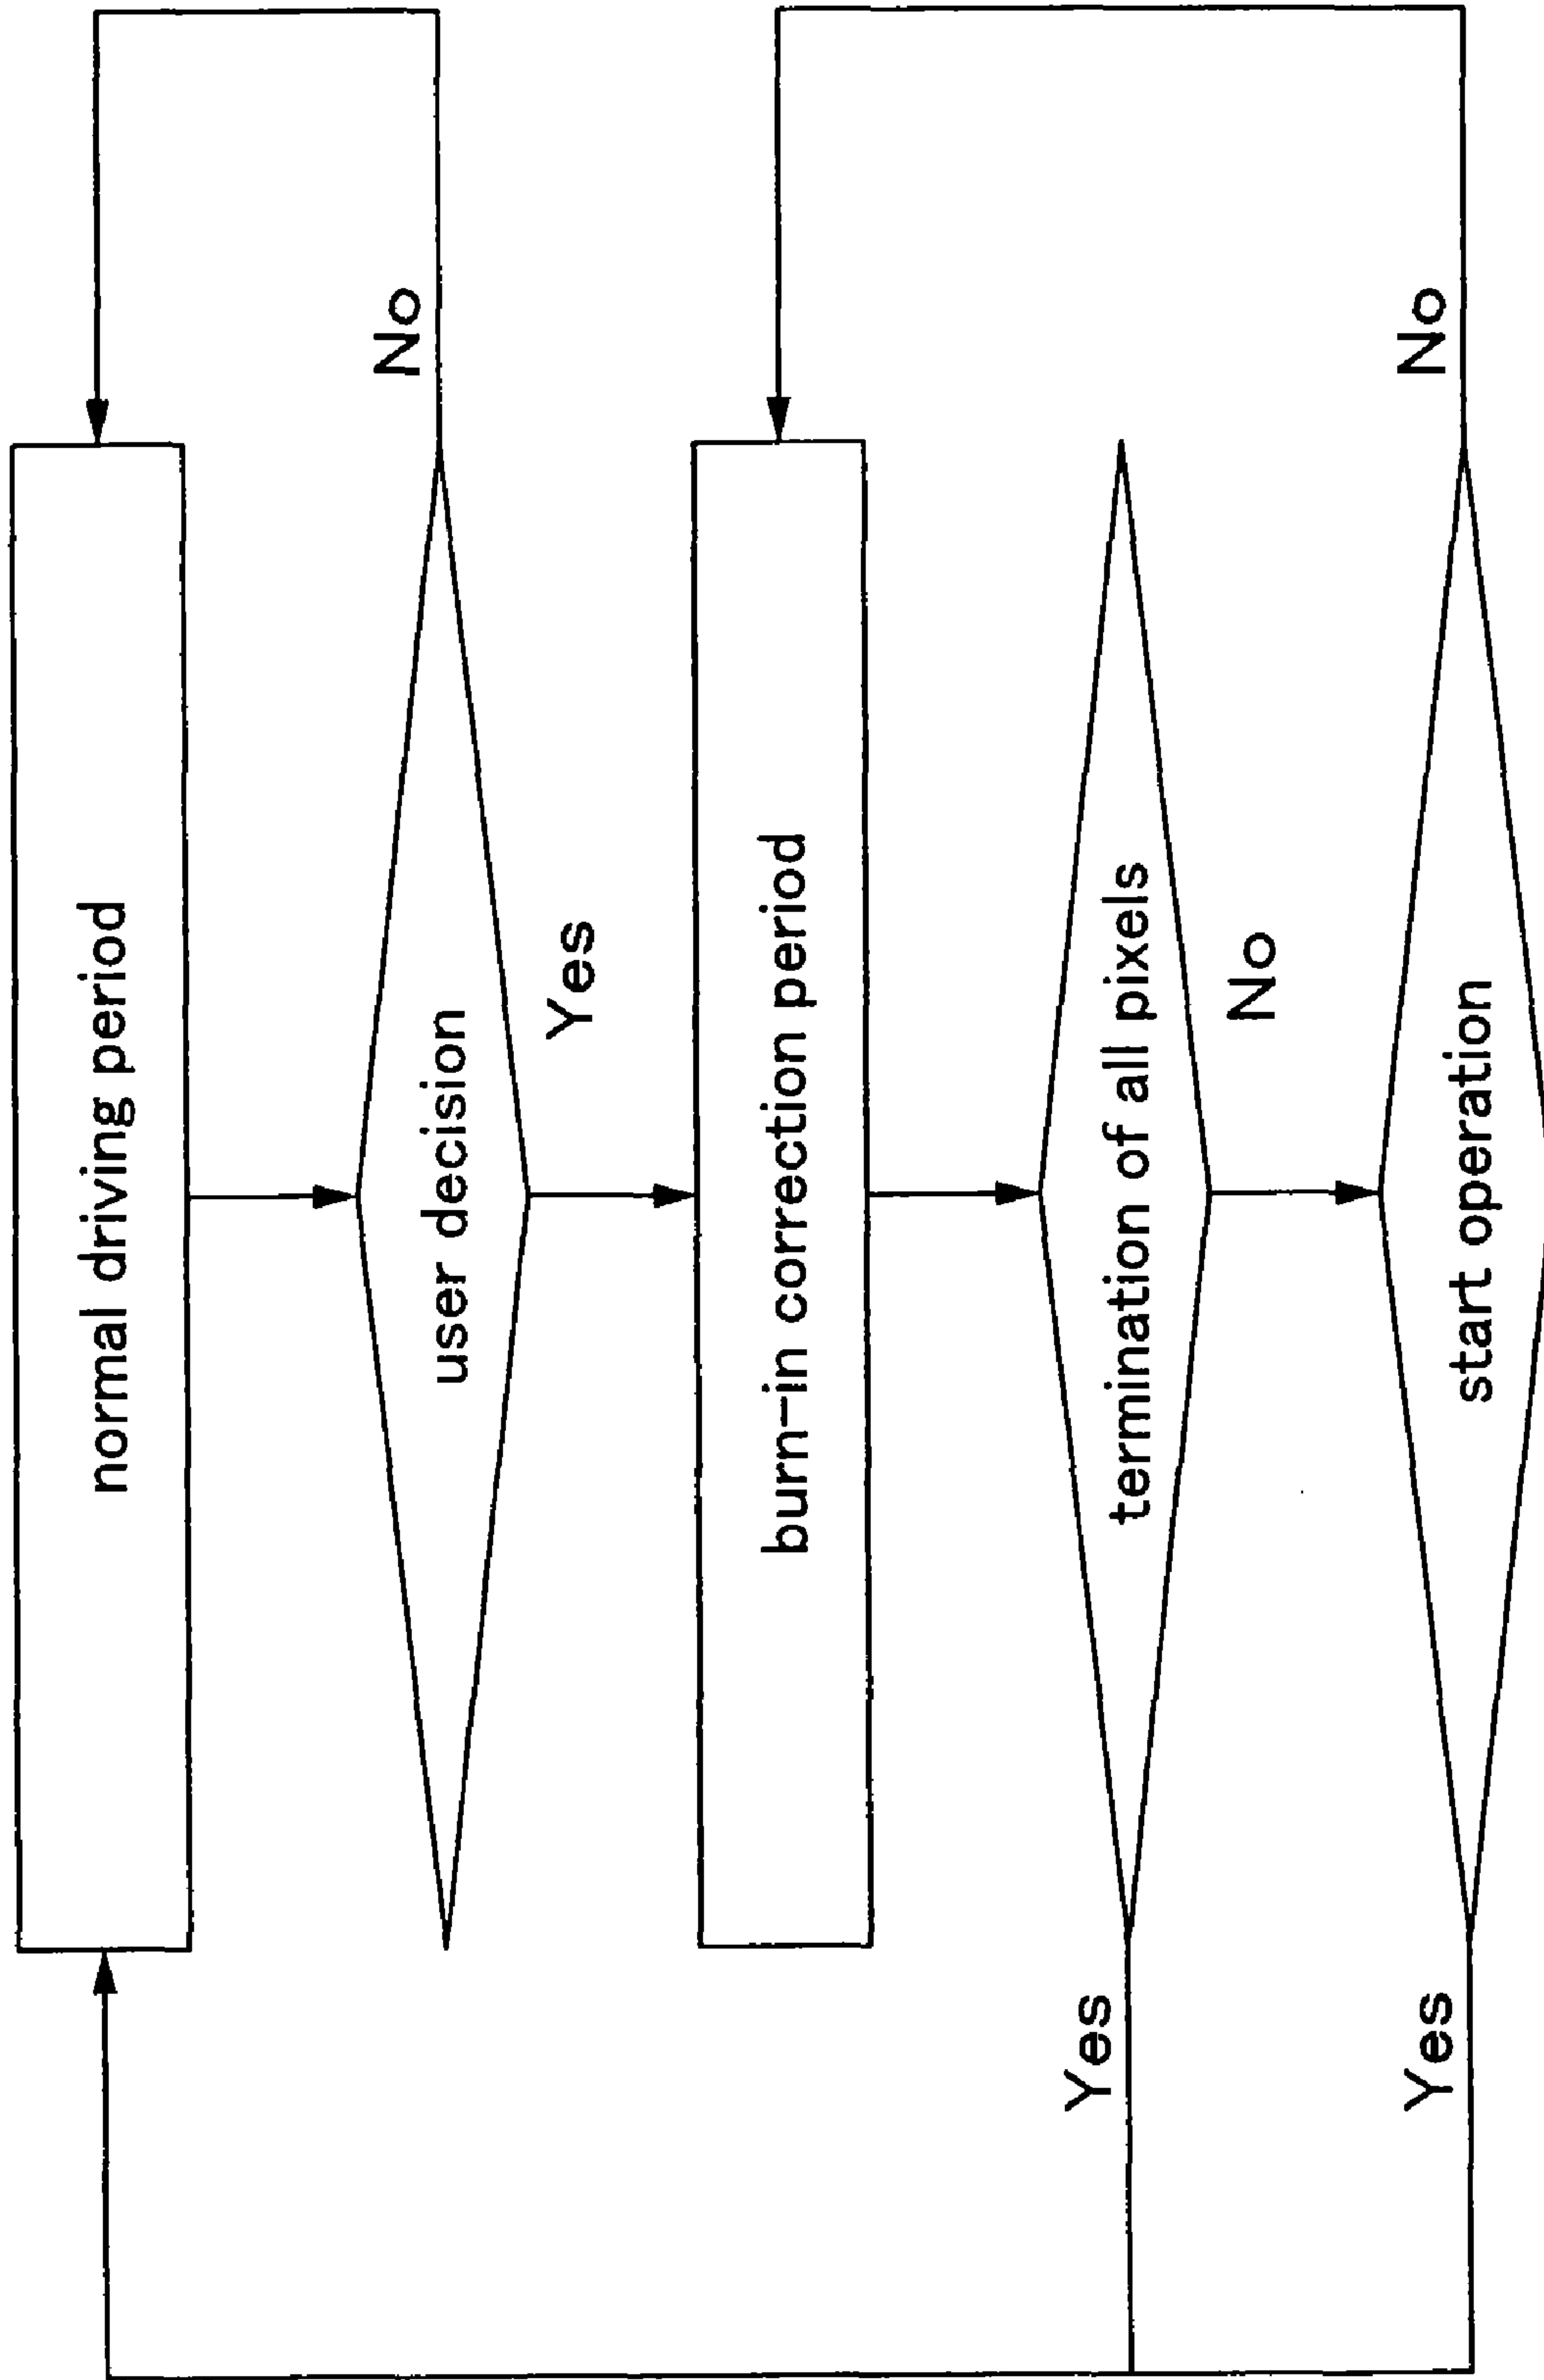 normal driving period
No
user decision
Yes
burn-in correction period
termination of all pixels
Yes
No
No
start operation
Yes